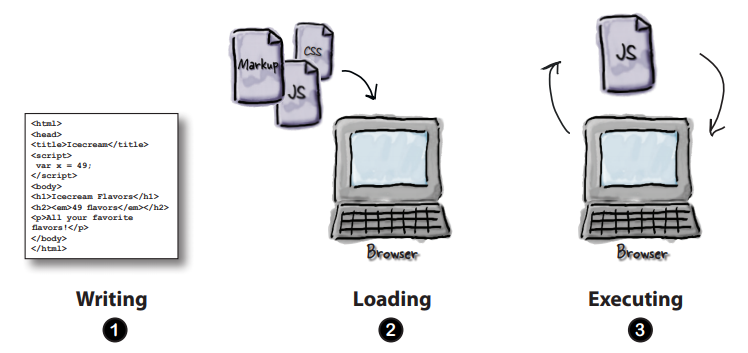 <html>
<head>
<title>Icecream</title>
<script>
var x = 49;
</script>
<body>
<h1>Icecream Flavors</h1>
<h2><em>49 flavors</em></h2>
<p>All your favorite
flavors!</p>
</body>
</html>
Writing
1
Markup
CSS
JS
Browser
Loading
2
JS
Browser
Executing
3